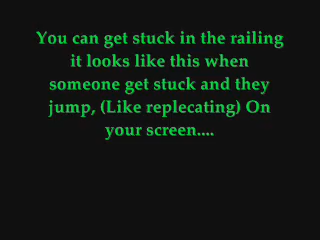 You can get stuck in the railing
it looks like this when
someone get stuck and they
jump, (Like replecating) On
your screen....